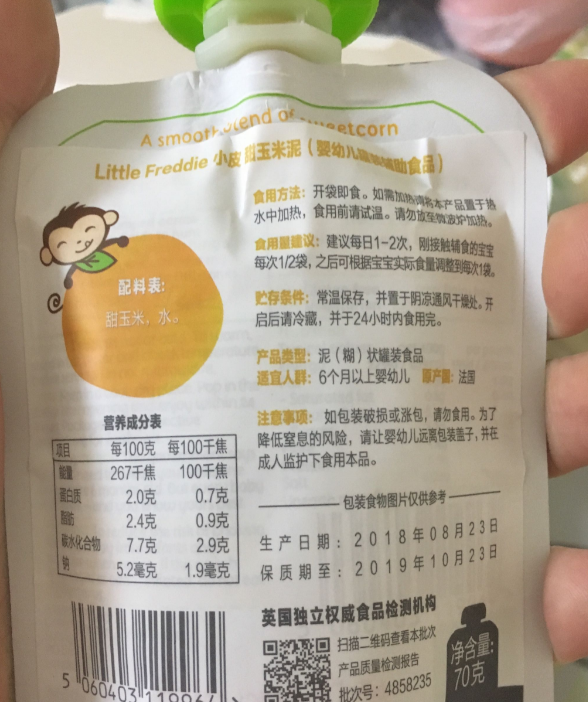 A smooth blend of sweetcorn
Little Freddie 小皮 甜玉米泥（婴幼儿罐装辅助食品）
食用方法：开袋即食。如需加热请将本产品置于热
水中加热，食用前请试温。请勿放至微波炉加热。
食用量建议：建议每日1-2次，刚接触辅食的宝宝
每次1/2袋，之后可根据宝宝实际食量调整到每次1袋。
配料表:
甜玉米，水。
贮存条件：常温保存，并置于阴凉通风干燥处。开
启后请冷藏，并于24小时内食用完。
产品类型：泥（糊）状罐装食品
适宜人群：6个月以上婴幼儿 原产国：法国
注意事项：如包装破损或涨包，请勿食用。为了
降低窒息的风险，请让婴幼儿远离包装盖子，并在
成人监护下食用本品。
营养成分表
项目 每100克 每100千焦
能量 267千焦 100千焦
蛋白质 2.0克 0.7克
脂肪 2.4克 0.9克
碳水化合物 7.7克 2.9克
钠 5.2毫克 1.9毫克
包装食物图片仅供参考
生产日期：2018年08月23日
保质期至：2019年10月23日
英国独立权威食品检测机构
扫描二维码查看本批次
产品质量检测报告
批次号：4858235
净含量:
70克
5 060403